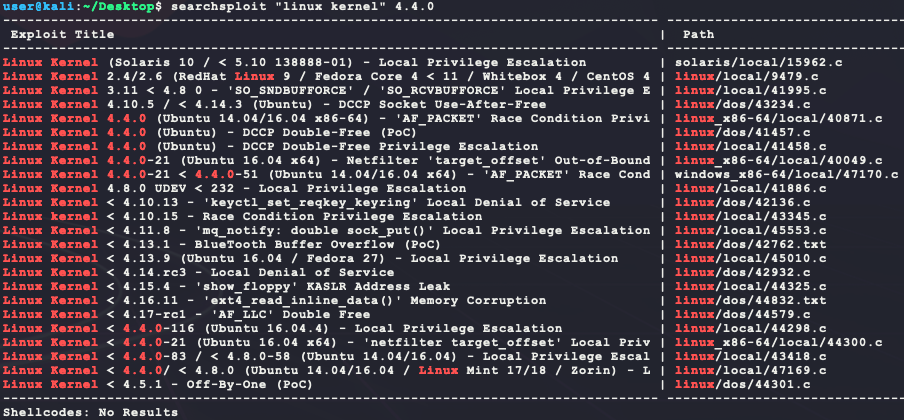 user@kali:~/Desktop$ searchsploit "linux kernel" 4.4.0
Exploit Title | Path
Linux Kernel (Solaris 10 / < 5.10 138888-01) - Local Privilege Escalation | solaris/local/15962.c
Linux Kernel 2.4/2.6 (RedHat Linux 9 / Fedora Core 4 < 11 / Whitebox 4 / CentOS 4 | linux/local/9479.c
Linux Kernel 3.11 < 4.8 0 - 'SO_SNDBUFFORCE' / 'SO_RCVBUFFORCE' Local Privilege E | linux/local/41995.c
Linux Kernel 4.10.5 / < 4.14.3 (Ubuntu) - DCCP Socket Use-After-Free | linux/dos/43234.c
Linux Kernel 4.4.0 (Ubuntu 14.04/16.04 x86-64) - 'AF_PACKET' Race Condition Privi | linux_x86-64/local/40871.c
Linux Kernel 4.4.0 (Ubuntu) - DCCP Double-Free (PoC) | linux/dos/41457.c
Linux Kernel 4.4.0 (Ubuntu) - DCCP Double-Free Privilege Escalation | linux/local/41458.c
Linux Kernel 4.4.0-21 (Ubuntu 16.04 x64) - Netfilter 'target_offset' Out-of-Bound | linux_x86-64/local/40049.c
Linux Kernel 4.4.0-21 < 4.4.0-51 (Ubuntu 14.04/16.04 x64) - 'AF_PACKET' Race Cond | windows_x86-64/local/47170.c
Linux Kernel 4.8.0 UDEV < 232 - Local Privilege Escalation | linux/local/41886.c
Linux Kernel < 4.10.13 - 'keyctl_set_reqkey_keyring' Local Denial of Service | linux/dos/42136.c
Linux kernel < 4.10.15 - Race Condition Privilege Escalation | linux/local/43345.c
Linux Kernel < 4.11.8 - 'mq_notify: double sock_put()' Local Privilege Escalation | linux/local/45553.c
Linux Kernel < 4.13.1 - BlueTooth Buffer Overflow (PoC) | linux/dos/42762.txt
Linux Kernel < 4.13.9 (Ubuntu 16.04 / Fedora 27) - Local Privilege Escalation | linux/local/45010.c
Linux Kernel < 4.14.rc3 - Local Denial of Service | linux/dos/42932.c
Linux Kernel < 4.15.4 - 'show_floppy' KASLR Address Leak | linux/local/44325.c
Linux Kernel < 4.16.11 - 'ext4_read_inline_data()' Memory Corruption | linux/dos/44832.txt
Linux Kernel < 4.17-rc1 - 'AF_LLC' Double Free | linux/dos/44579.c
Linux Kernel < 4.4.0-116 (Ubuntu 16.04.4) - Local Privilege Escalation | linux/local/44298.c
Linux Kernel < 4.4.0-21 (Ubuntu 16.04 x64) - 'netfilter target_offset' Local Priv | linux_x86-64/local/44300.c
Linux Kernel < 4.4.0-83 / < 4.8.0-58 (Ubuntu 14.04/16.04) - Local Privilege Escal | linux/local/43418.c
Linux Kernel < 4.4.0/ < 4.8.0 (Ubuntu 14.04/16.04 / Linux Mint 17/18 / Zorin) - L | linux/local/47169.c
Linux Kernel < 4.5.1 - Off-By-One (PoC) | linux/dos/44301.c
Shellcodes: No Results